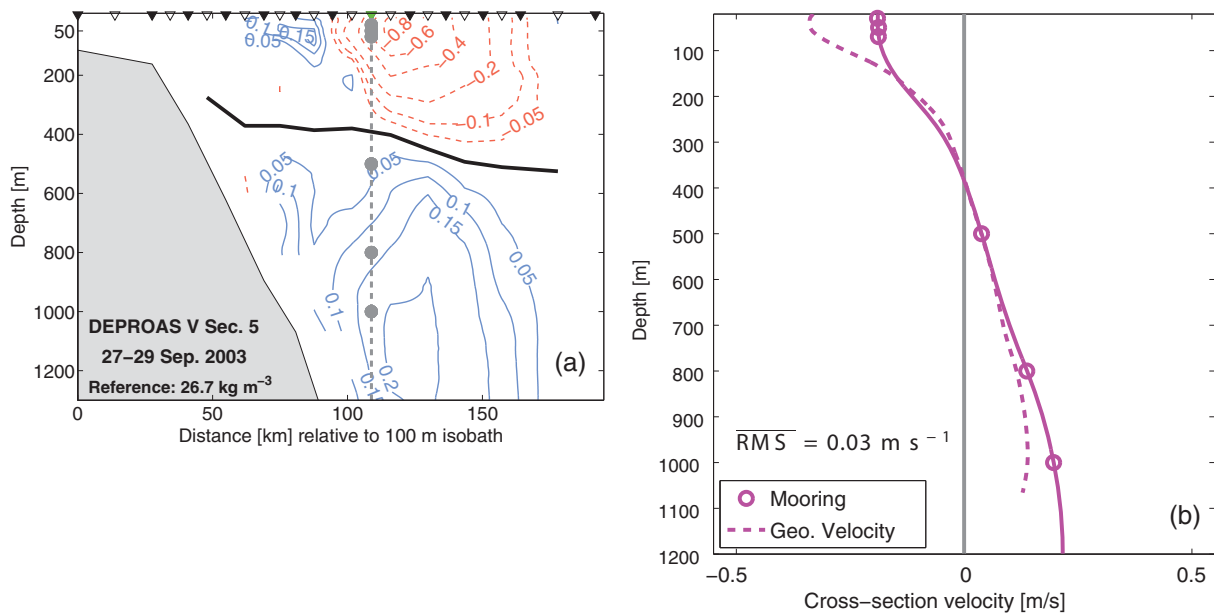 50
200
400
600
800
1000
1200
Depth [m]
0.1
0.05
0.15
−0.8
−0.6
−0.4
−0.2
−0.1
−0.05
0.05
0.1
0.05
0.1
0.15
0.05
0.1
0.2
DEPROAS V Sec. 5
27−29 Sep. 2003
Reference: 26.7 kg m−3
(a)
0 50 100 150
Distance [km] relative to 100 m isobath
100
200
300
400
500
600
700
800
900
1000
1100
1200
Depth [m]
RMS = 0.03 m s −1
Mooring
Geo. Velocity
(b)
−0.5 0 0.5
Cross−section velocity [m/s]